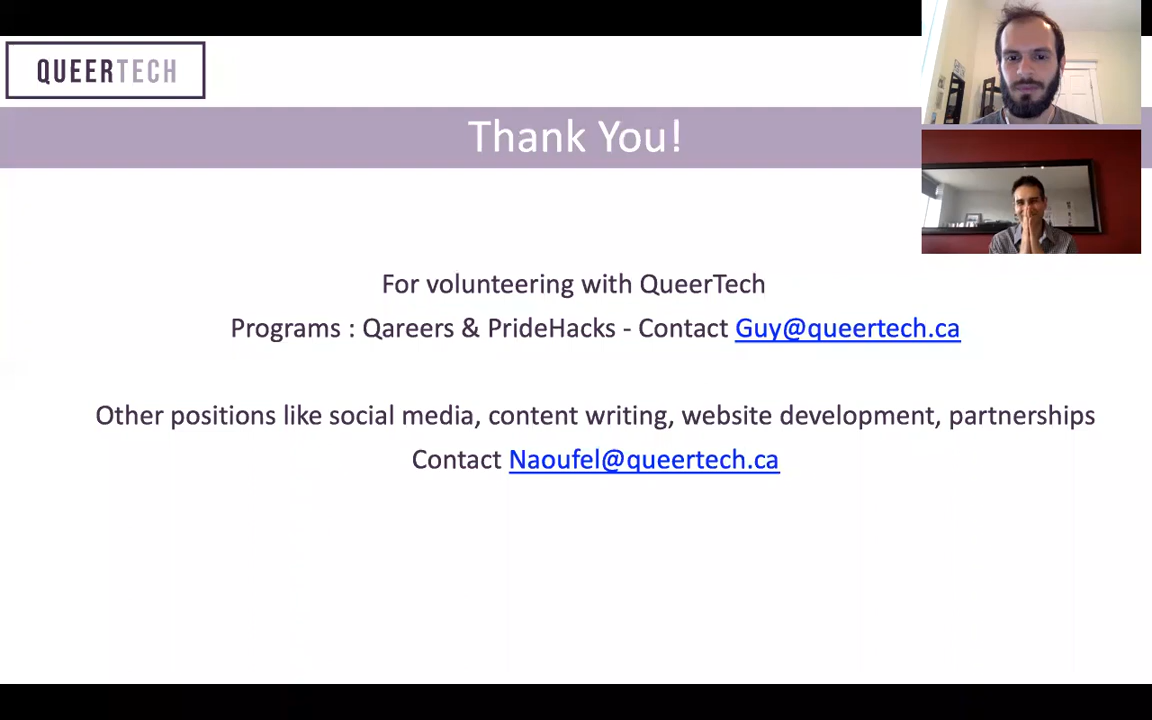 QUEERTECH
Thank You!
For volunteering with QueerTech
Programs : Qareers & PrideHacks - Contact Guy@queertech.ca
Other positions like social media, content writing, website development, partnerships
Contact Naoufel@queertech.ca